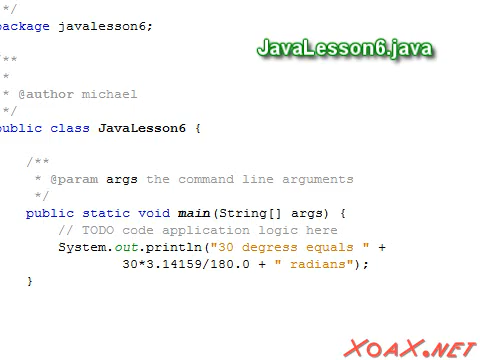 */
package javalesson6;
JavaLesson6.java
/**
*
* @author michael
*/
public class JavaLesson6 {
/**
* @param args the command line arguments
*/
public static void main(String[] args) {
// TODO code application logic here
System.out.println("30 degress equals " +
30*3.14159/180.0 + " radians");
}
XOAX.NET